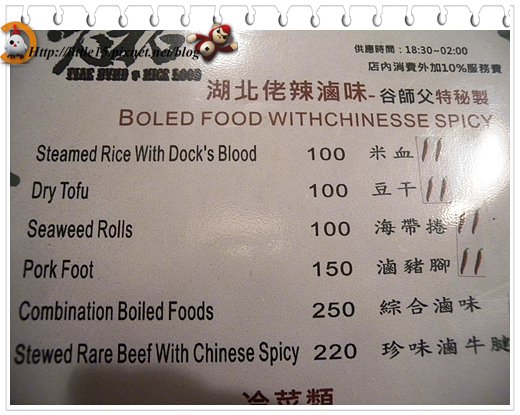 供應時間：18:30~02:00
Http://little15.pixnet.net/blog
店內消費外加10%服務費
湖北佬辣滷味-谷師父特秘製
BOLED FOOD WITHCHINESSE SPICY
Steamed Rice With Dock's Blood 100 米血
Dry Tofu 100 豆干
Seaweed Rolls 100 海帶捲
Pork Foot 150 滷豬腳
Combination Boiled Foods 250 綜合滷味
Stewed Rare Beef With Chinese Spicy 220 珍味滷牛腱
冷菜類